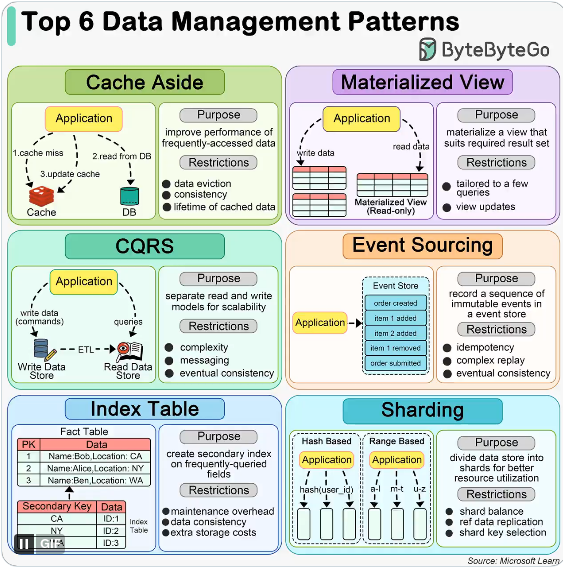 Top 6 Data Management Patterns
ByteByteGo
Cache Aside
Application
1.cache miss
2.read from DB
3.update cache
Cache
DB
Purpose
improve performance of
frequently-accessed data
Restrictions
data eviction
consistency
lifetime of cached data
Materialized View
Application
write data
read data
Materialized View
(Read-only)
Purpose
materialize a view that
suits required result set
Restrictions
tailored to a few
queries
view updates
CQRS
Application
write data
(commands)
queries
ETL
Write Data
Store
Read Data
Store
Purpose
separate read and write
models for scalability
Restrictions
complexity
messaging
eventual consistency
Event Sourcing
Application
Event Store
order created
item 1 added
item 2 added
item 1 removed
order submitted
Purpose
record a sequence of
immutable events in
a event store
Restrictions
idempotency
complex replay
eventual consistency
Index Table
Fact Table
PK Data
1 Name:Bob,Location: CA
2 Name:Alice,Location: NY
3 Name:Ben,Location: WA
Secondary Key Data
CA ID:1
NY ID:2
ID:3
Index
Table
GIF
Purpose
create secondary index
on frequently-queried
fields
Restrictions
maintenance overhead
data consistency
extra storage costs
Sharding
Hash Based
Application
hash(user_id)
Range Based
Application
a-l m-t u-z
Purpose
divide data store into
shards for better
resource utilization
Restrictions
shard balance
ref data replication
shard key selection
Source: Microsoft Learn